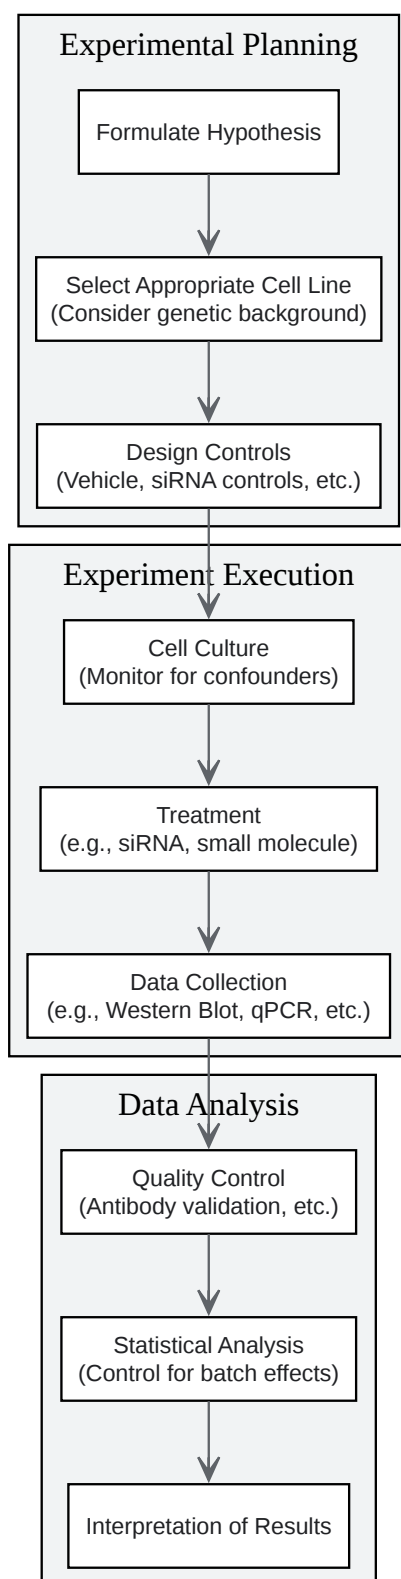 Experimental Planning
Formulate Hypothesis
Select Appropriate Cell Line
(Consider genetic background)
Design Controls
(Vehicle, siRNA controls, etc.)
Experiment Execution
Cell Culture
(Monitor for confounders)
Treatment
(e.g., siRNA, small molecule)
Data Collection
(e.g., Western Blot, qPCR, etc.)
Data Analysis
Quality Control
(Antibody validation, etc.)
Statistical Analysis
(Control for batch effects)
Interpretation of Results